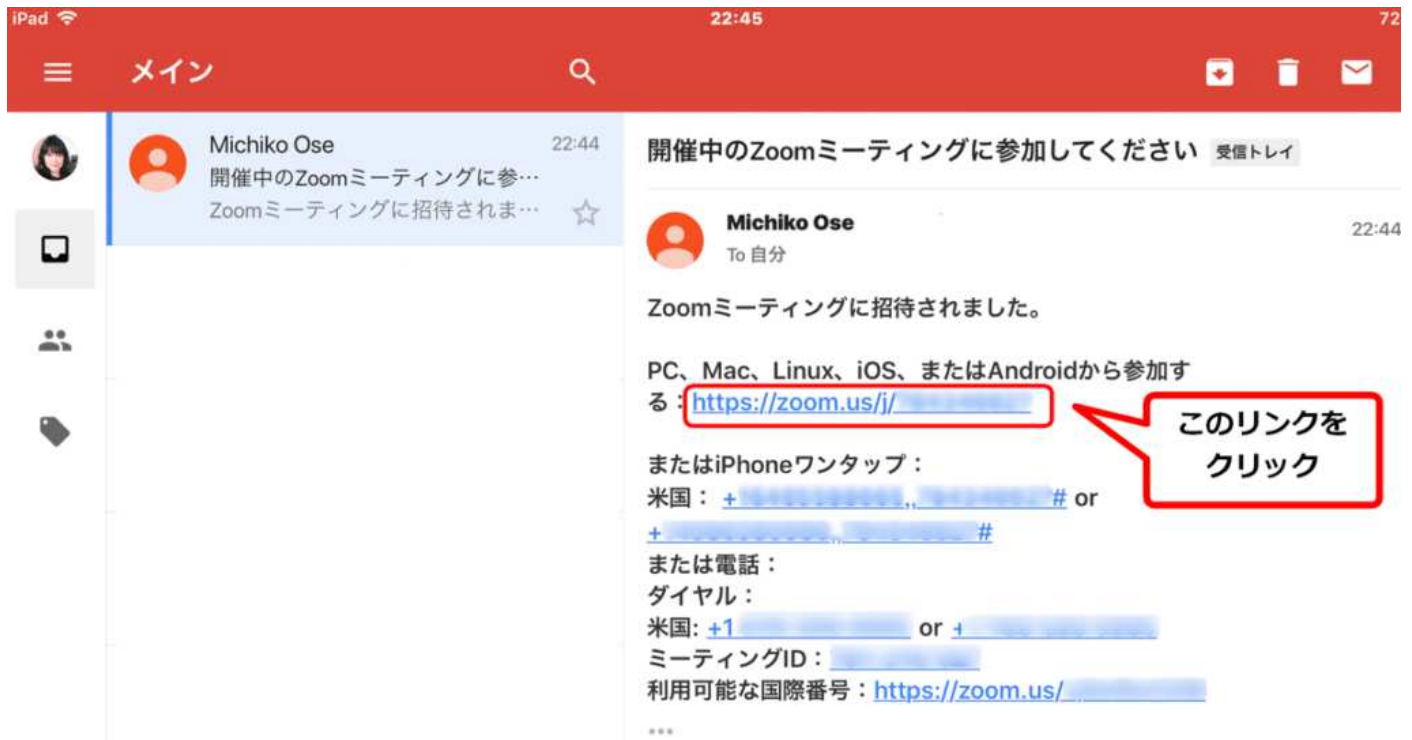 iPad
22:45
72
メイン
Michiko Ose
22:44
開催中のZoomミーティングに参…
Zoomミーティングに招待されま…
開催中のZoomミーティングに参加してください 受信トレイ
Michiko Ose
22:44
To 自分
Zoomミーティングに招待されました。
PC、Mac、Linux、iOS、またはAndroidから参加す
る：https://zoom.us/j/
このリンクを
クリック
またはiPhoneワンタップ：
米国： + ,, # or
+ ,, #
または電話：
ダイヤル：
米国: +1 or +
ミーティングID：
利用可能な国際番号：https://zoom.us/